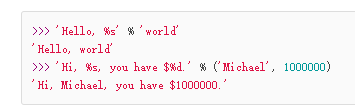 >>> 'Hello, %s' % 'world'
'Hello, world'
>>> 'Hi, %s, you have $%d.' % ('Michael', 1000000)
'Hi, Michael, you have $1000000.'